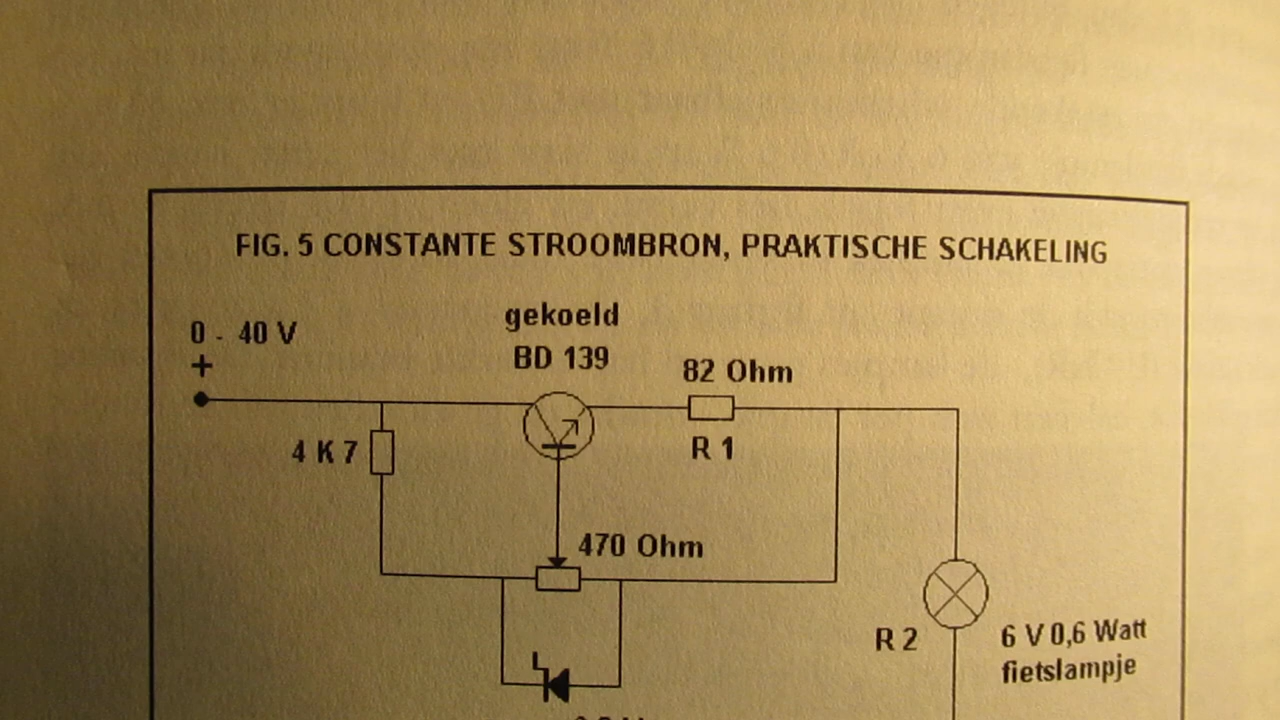 FIG. 5 CONSTANTE STROOMBRON, PRAKTISCHE SCHAKELING
0 - 40 V
+
gekoeld
BD 139
82 Ohm
4 K 7
R 1
470 Ohm
R 2
6 V 0,6 Watt
fietslampje